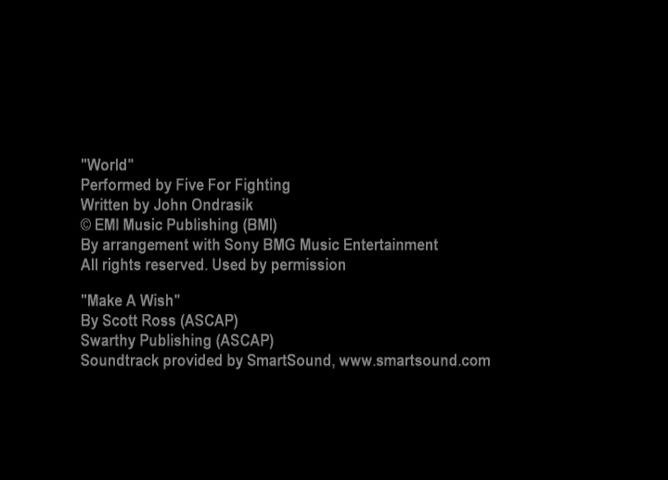 "World"
Performed by Five For Fighting
Written by John Ondrasik
© EMI Music Publishing (BMI)
By arrangement with Sony BMG Music Entertainment
All rights reserved. Used by permission
"Make A Wish"
By Scott Ross (ASCAP)
Swarthy Publishing (ASCAP)
Soundtrack provided by SmartSound, www.smartsound.com